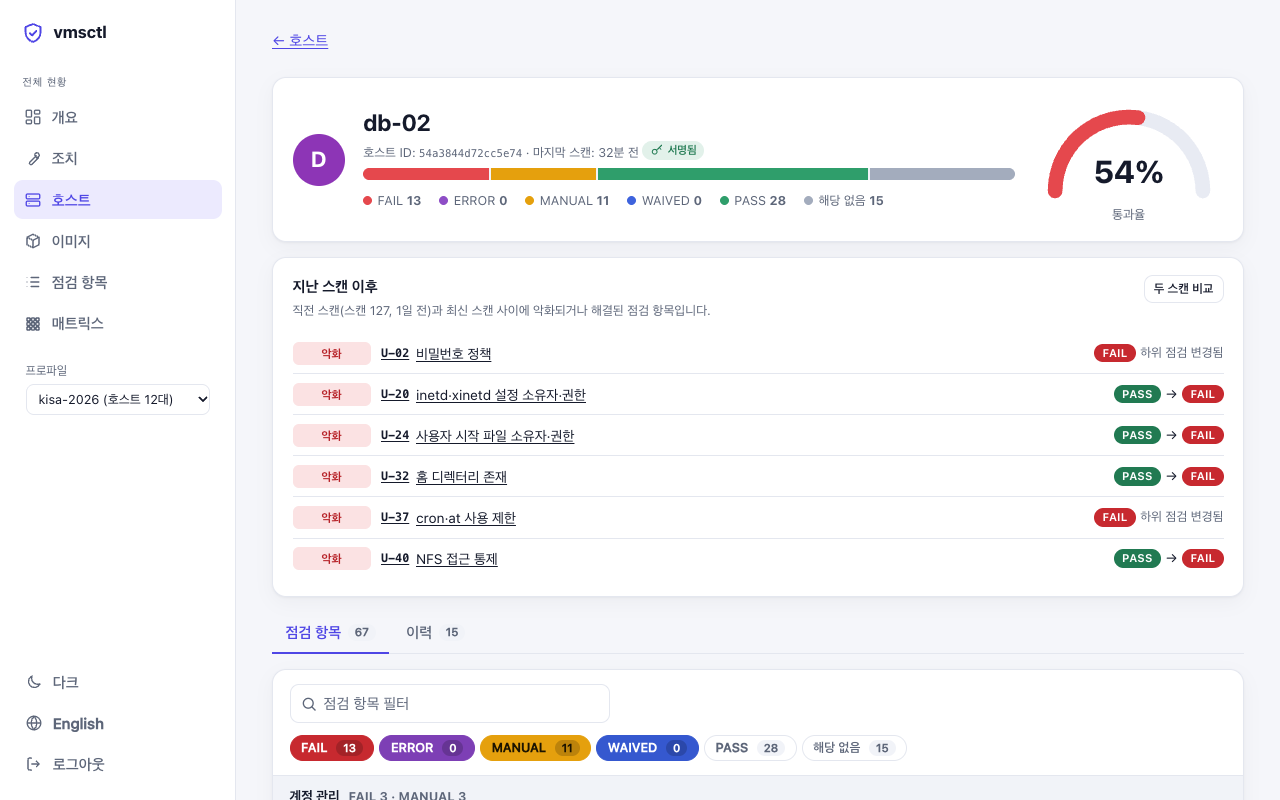 vmsctl
전체 현황
개요
조치
호스트
이미지
점검 항목
매트릭스
프로파일
kisa-2026 (호스트 12대)
다크
English
로그아웃
← 호스트
D
db-02
호스트 ID: 54a3844d72cc5e74 · 마지막 스캔: 32분 전 서명됨
FAIL 13 ERROR 0 MANUAL 11 WAIVED 0 PASS 28 해당 없음 15
54%
통과율
지난 스캔 이후
두 스캔 비교
직전 스캔(스캔 127, 1일 전)과 최신 스캔 사이에 악화되거나 해결된 점검 항목입니다.
악화 U-02 비밀번호 정책 FAIL 하위 점검 변경됨
악화 U-20 inetd·xinetd 설정 소유자·권한 PASS → FAIL
악화 U-24 사용자 시작 파일 소유자·권한 PASS → FAIL
악화 U-32 홈 디렉터리 존재 PASS → FAIL
악화 U-37 cron·at 사용 제한 FAIL 하위 점검 변경됨
악화 U-40 NFS 접근 통제 PASS → FAIL
점검 항목 67 이력 15
점검 항목 필터
FAIL 13 ERROR 0 MANUAL 11 WAIVED 0 PASS 28 해당 없음 15
계정 관리 FAIL 3 · MANUAL 3